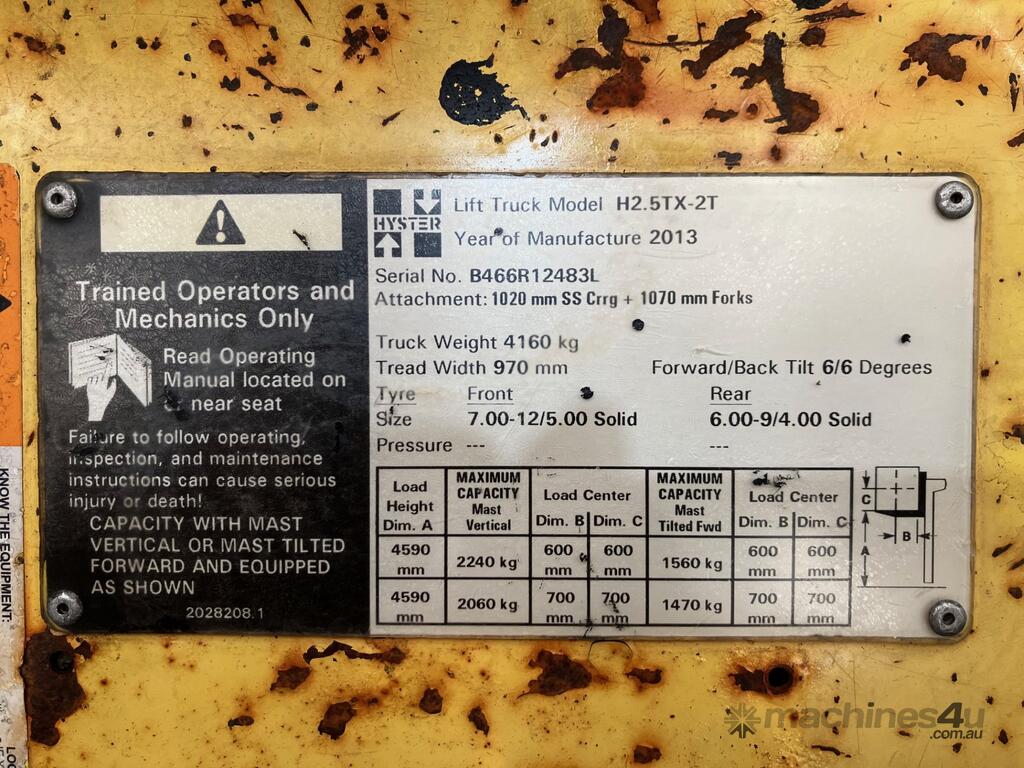 Trained Operators and
Mechanics Only
Read Operating
Manual located on
near seat
Failure to follow operating,
inspection, and maintenance
instructions can cause serious
injury or death!
CAPACITY WITH MAST
VERTICAL OR MAST TILTED
FORWARD AND EQUIPPED
AS SHOWN
2028208.1
HYSTER
Lift Truck Model H2.5TX-2T
Year of Manufacture 2013
Serial No. B466R12483L
Attachment: 1020 mm SS Crrg + 1070 mm Forks
Truck Weight 4160 kg
Tread Width 970 mm Forward/Back Tilt 6/6 Degrees
Tyre Front Rear
Size 7.00-12/5.00 Solid 6.00-9/4.00 Solid
Pressure --- ---
Load Height Dim. A MAXIMUM CAPACITY Mast Vertical Load Center Dim. B Dim. C MAXIMUM CAPACITY Mast Tilted Fwd Load Center Dim. B Dim. C
4590 mm 2240 kg 600 mm 600 mm 1560 kg 600 mm 600 mm
4590 mm 2060 kg 700 mm 700 mm 1470 kg 700 mm 700 mm
C
B
A
KNOW THE EQUIPMENT:
machines4u
.com.au